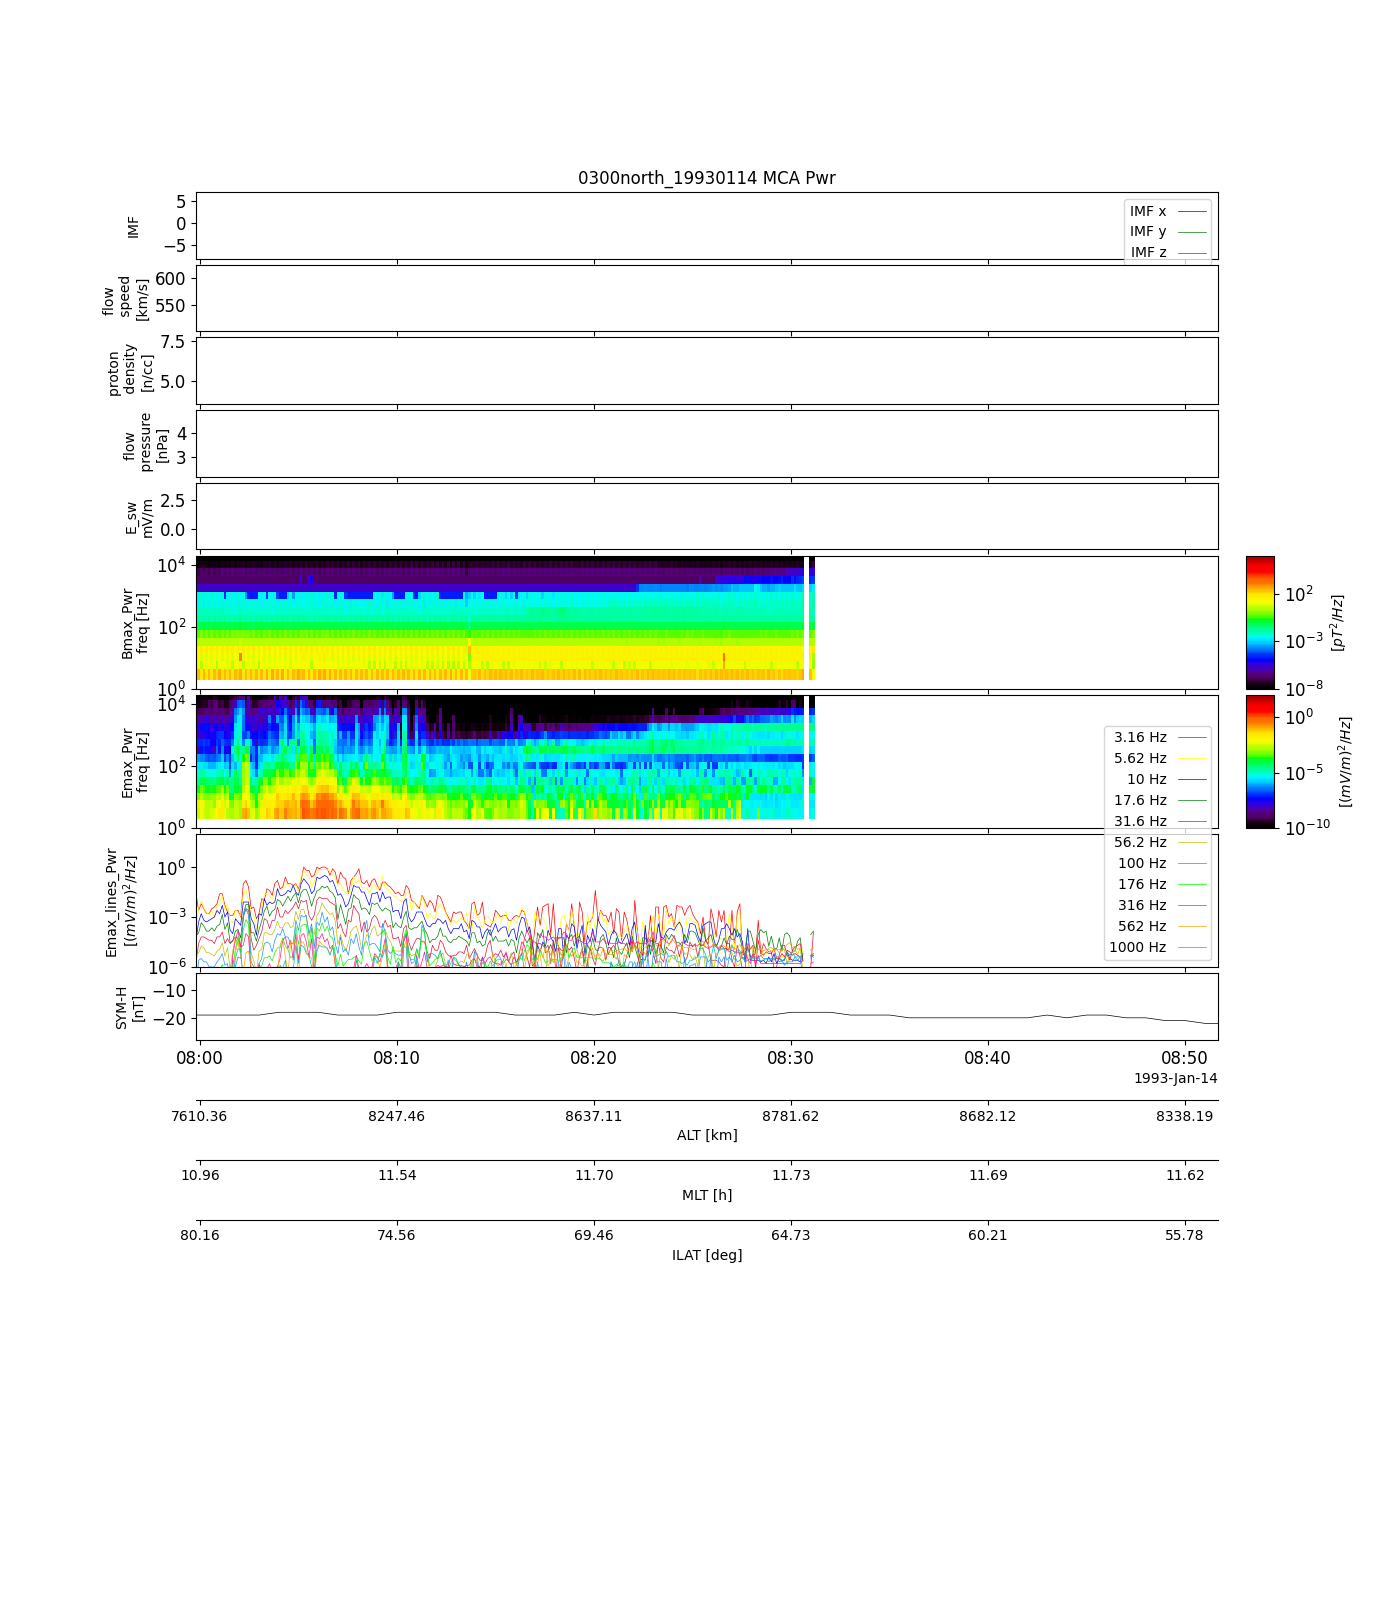 0300north_19930114 MCA Pwr
IMF
5
0
−5
IMF x
IMF y
IMF z
flow
speed
[km/s]
600
550
proton
density
[n/cc]
7.5
5.0
flow
pressure
[nPa]
4
3
E_sw
mV/m
2.5
0.0
Bmax_Pwr
freq [Hz]
10^4
10^2
10^0
10^2
10^−3
10^−8
[pT^2/Hz]
Emax_Pwr
freq [Hz]
10^4
10^2
10^0
10^0
10^−5
10^−10
[(mV/m)^2/Hz]
3.16 Hz
5.62 Hz
10 Hz
17.6 Hz
31.6 Hz
56.2 Hz
100 Hz
176 Hz
316 Hz
562 Hz
1000 Hz
Emax_lines_Pwr
[(mV/m)^2/Hz]
10^0
10^−3
10^−6
SYM-H
[nT]
−10
−20
08:00 08:10 08:20 08:30 08:40 08:50
1993-Jan-14
7610.36 8247.46 8637.11 8781.62 8682.12 8338.19
ALT [km]
10.96 11.54 11.70 11.73 11.69 11.62
MLT [h]
80.16 74.56 69.46 64.73 60.21 55.78
ILAT [deg]